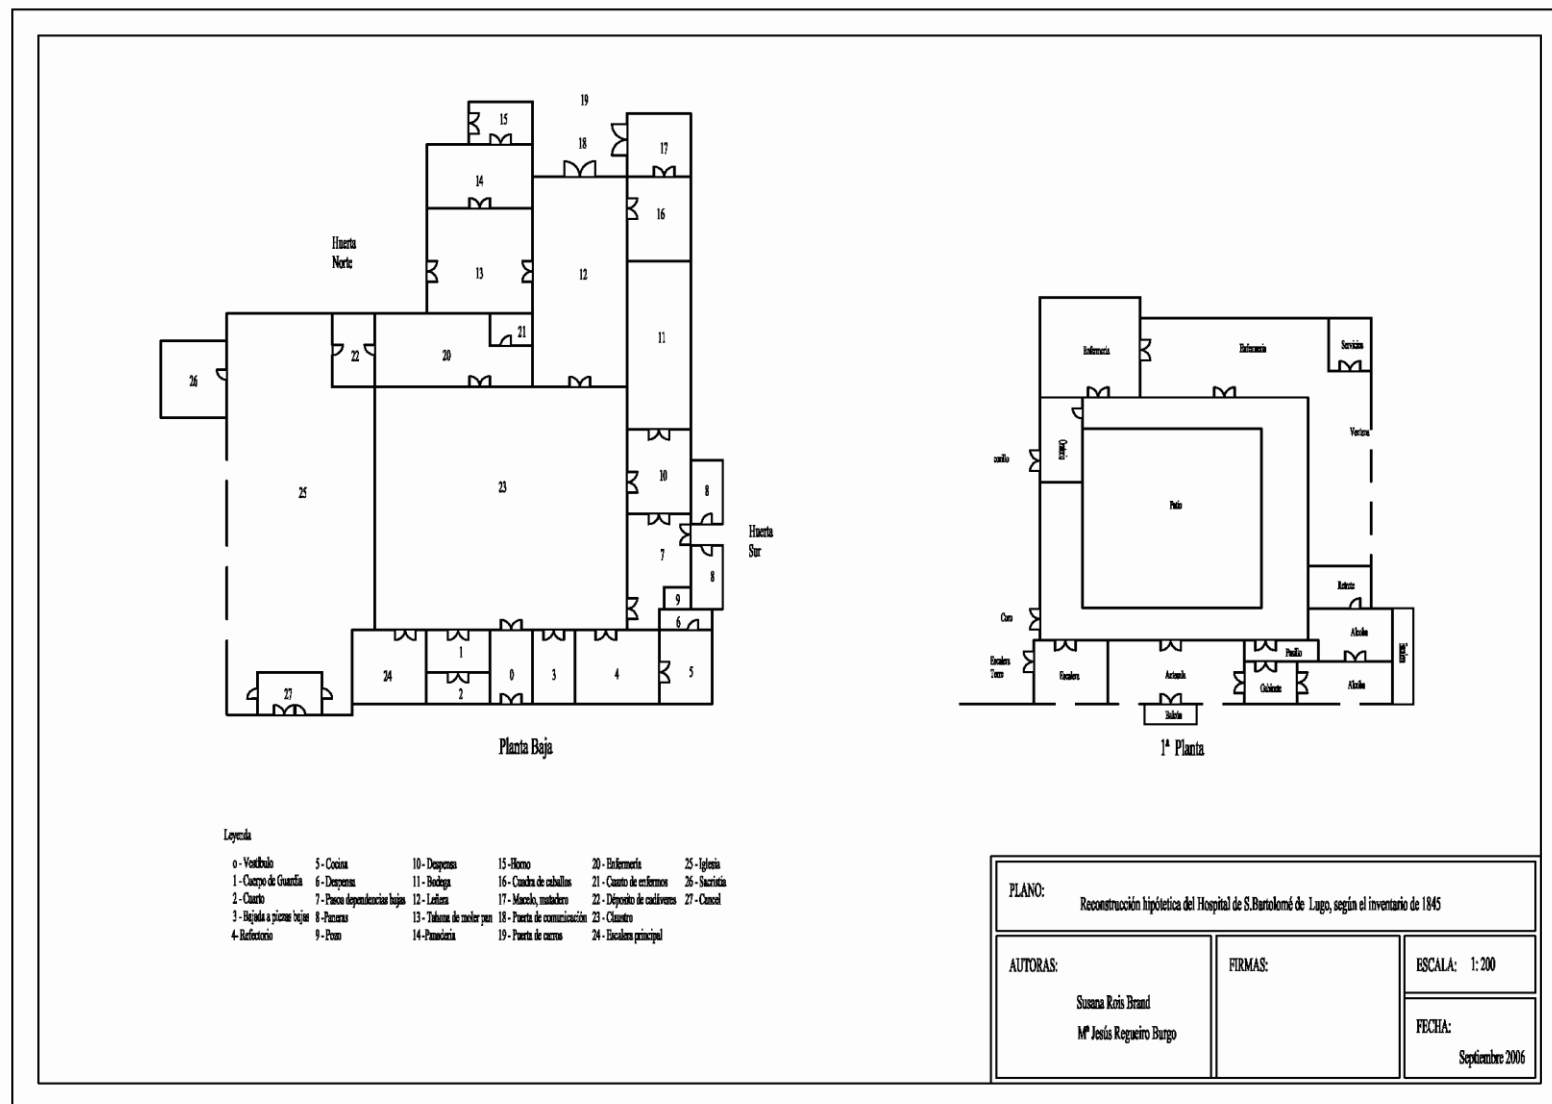 19
15
18
17
14
16
Huerta
Norte
13
12
11
21
20
22
26
25
23
10
8
Huerta
Sur
7
8
9
6
1
24
0
3
4
5
2
27
Planta Baja
Enfermería
Enfermería
Servicios
Ventana
Oratorio
Patio
Retrete
Coro
Alcoba
Pasillo
Escalera
Torre
Escalera
Antesala
Gabinete
Alcoba
Balcón
1ª Planta
Leyenda
0 - Vestíbulo
1 - Cuerpo de Guardia
2 - Cuarto
3 - Bajada a piezas bajas
4- Refectorio
5 - Cocina
6 - Despensa
7 - Pasos dependencias bajas
8 - Paneras
9 - Pozo
10 - Despensa
11 - Bodega
12 - Leñera
13 - Tahona de moler pan
14 -Panaderia
15 -Horno
16 - Cuadra de caballos
17 - Macelo, matadero
18 - Puerta de comunicación
19 - Puerta de carros
20 - Enfermería
21 - Cuarto de enfermos
22 - Déposito de cadáveres
23 - Claustro
24 - Escalera principal
25 - Iglesia
26 - Sacristía
27 - Cancel
PLANO:
Reconstrucción hipótetica del Hospital de S.Bartolomé de Lugo, según el inventario de 1845
AUTORAS:
Susana Rois Brand
Mª Jesús Regueiro Burgo
FIRMAS:
ESCALA: 1: 200
FECHA:
Septiembre 2006